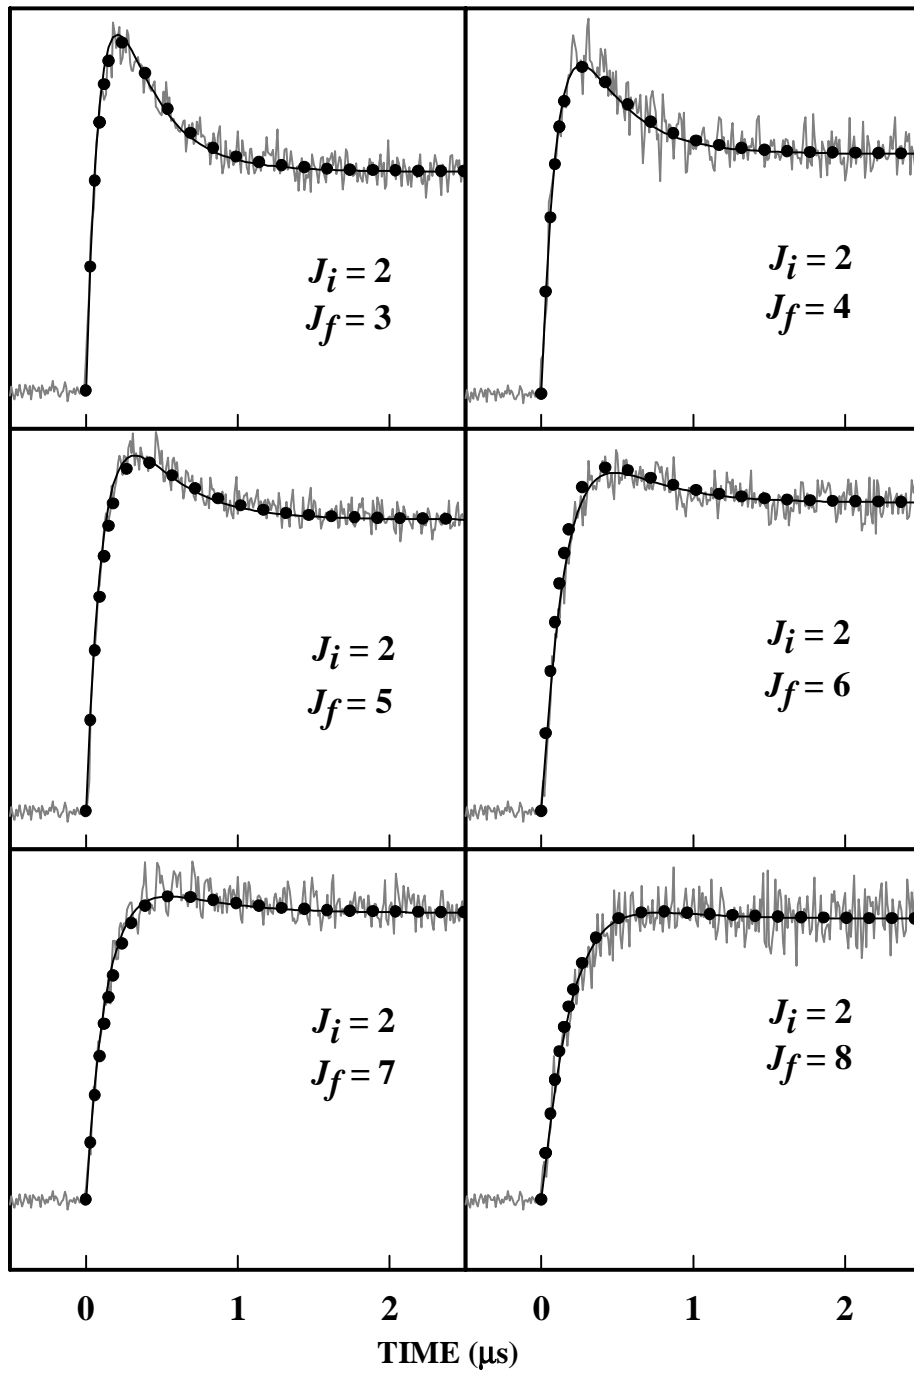 J_i = 2
J_f = 3
J_i = 2
J_f = 4
J_i = 2
J_f = 5
J_i = 2
J_f = 6
J_i = 2
J_f = 7
J_i = 2
J_f = 8
0 1 2 0 1 2
TIME (μs)